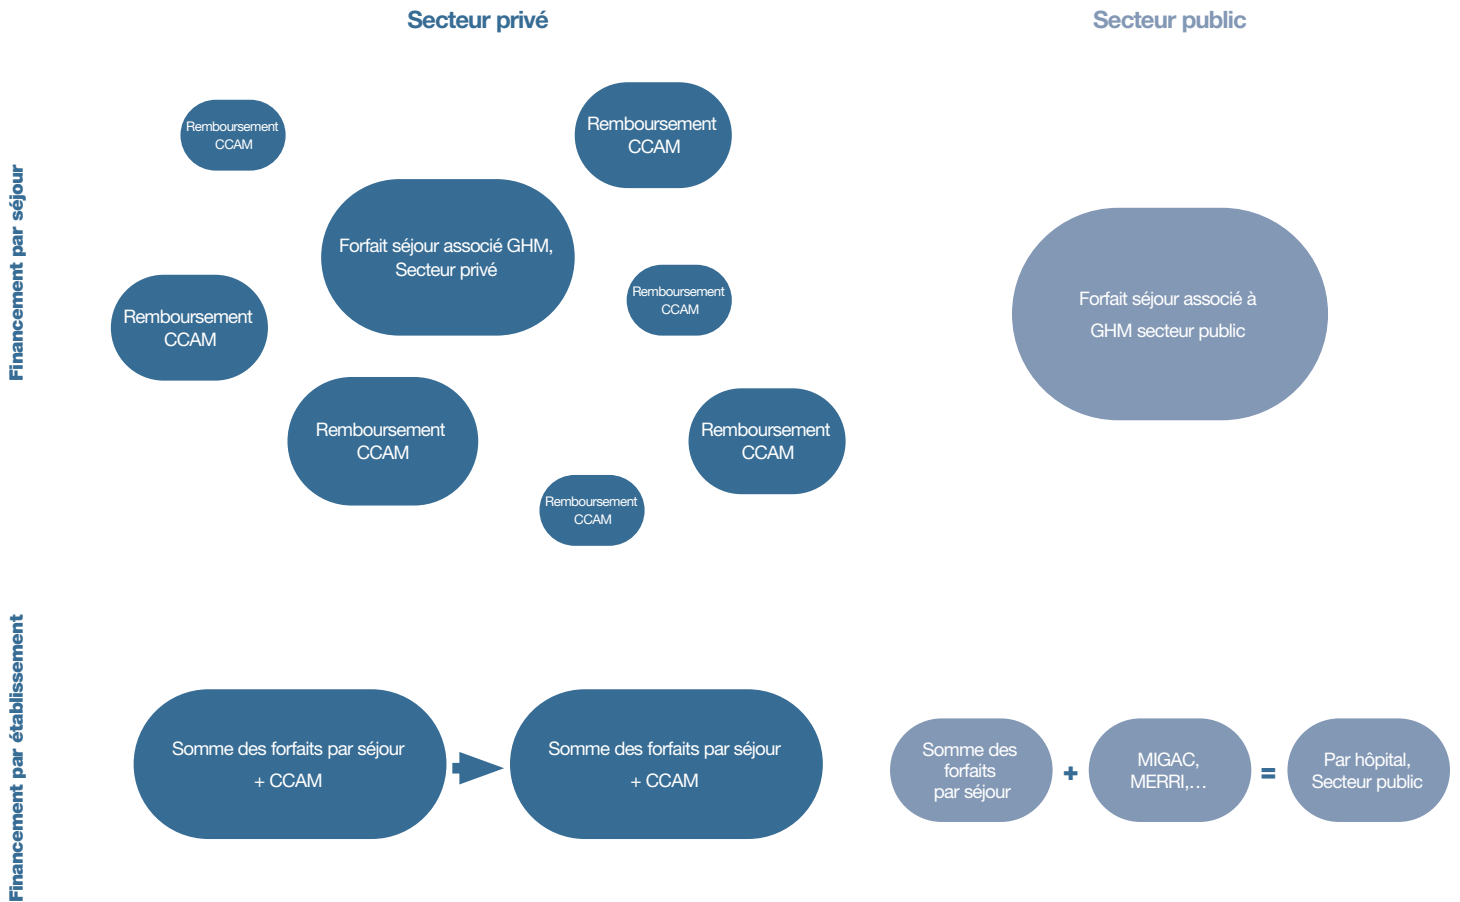 Secteur privé
Secteur public
Financement par séjour
Remboursement
CCAM
Remboursement
CCAM
Forfait séjour associé GHM,
Secteur privé
Remboursement
CCAM
Remboursement
CCAM
Remboursement
CCAM
Remboursement
CCAM
Remboursement
CCAM
Forfait séjour associé à
GHM secteur public
Financement par établissement
Somme des forfaits par séjour
+ CCAM
Somme des forfaits par séjour
+ CCAM
Somme des
forfaits
par séjour
+
MIGAC,
MERRI,...
=
Par hôpital,
Secteur public